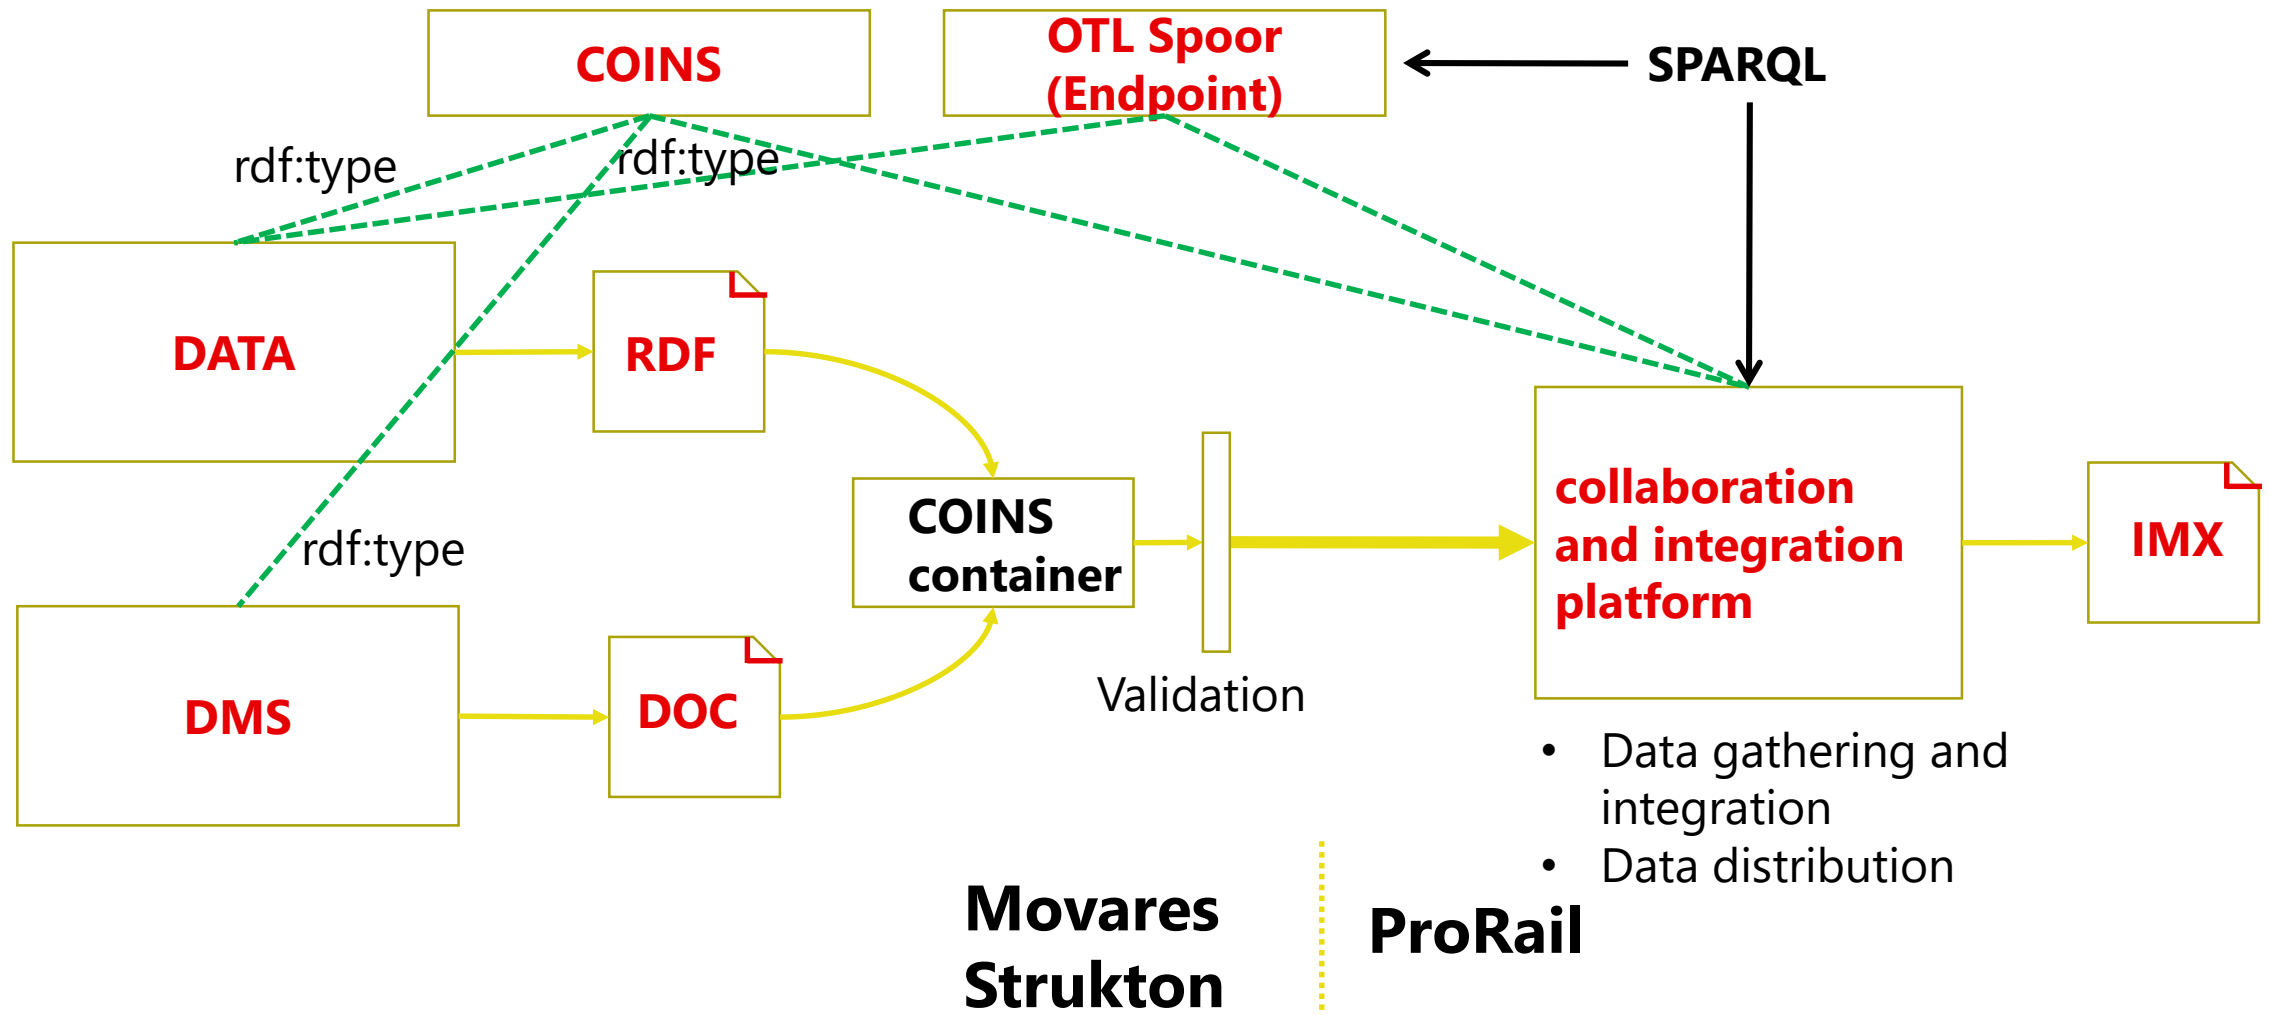 COINS
OTL Spoor
(Endpoint)
SPARQL
rdf:type
rdf:type
DATA
RDF
rdf:type
COINS
container
collaboration
and integration
platform
IMX
DMS
DOC
Validation
• Data gathering and
integration
• Data distribution
Movares
Strukton
ProRail